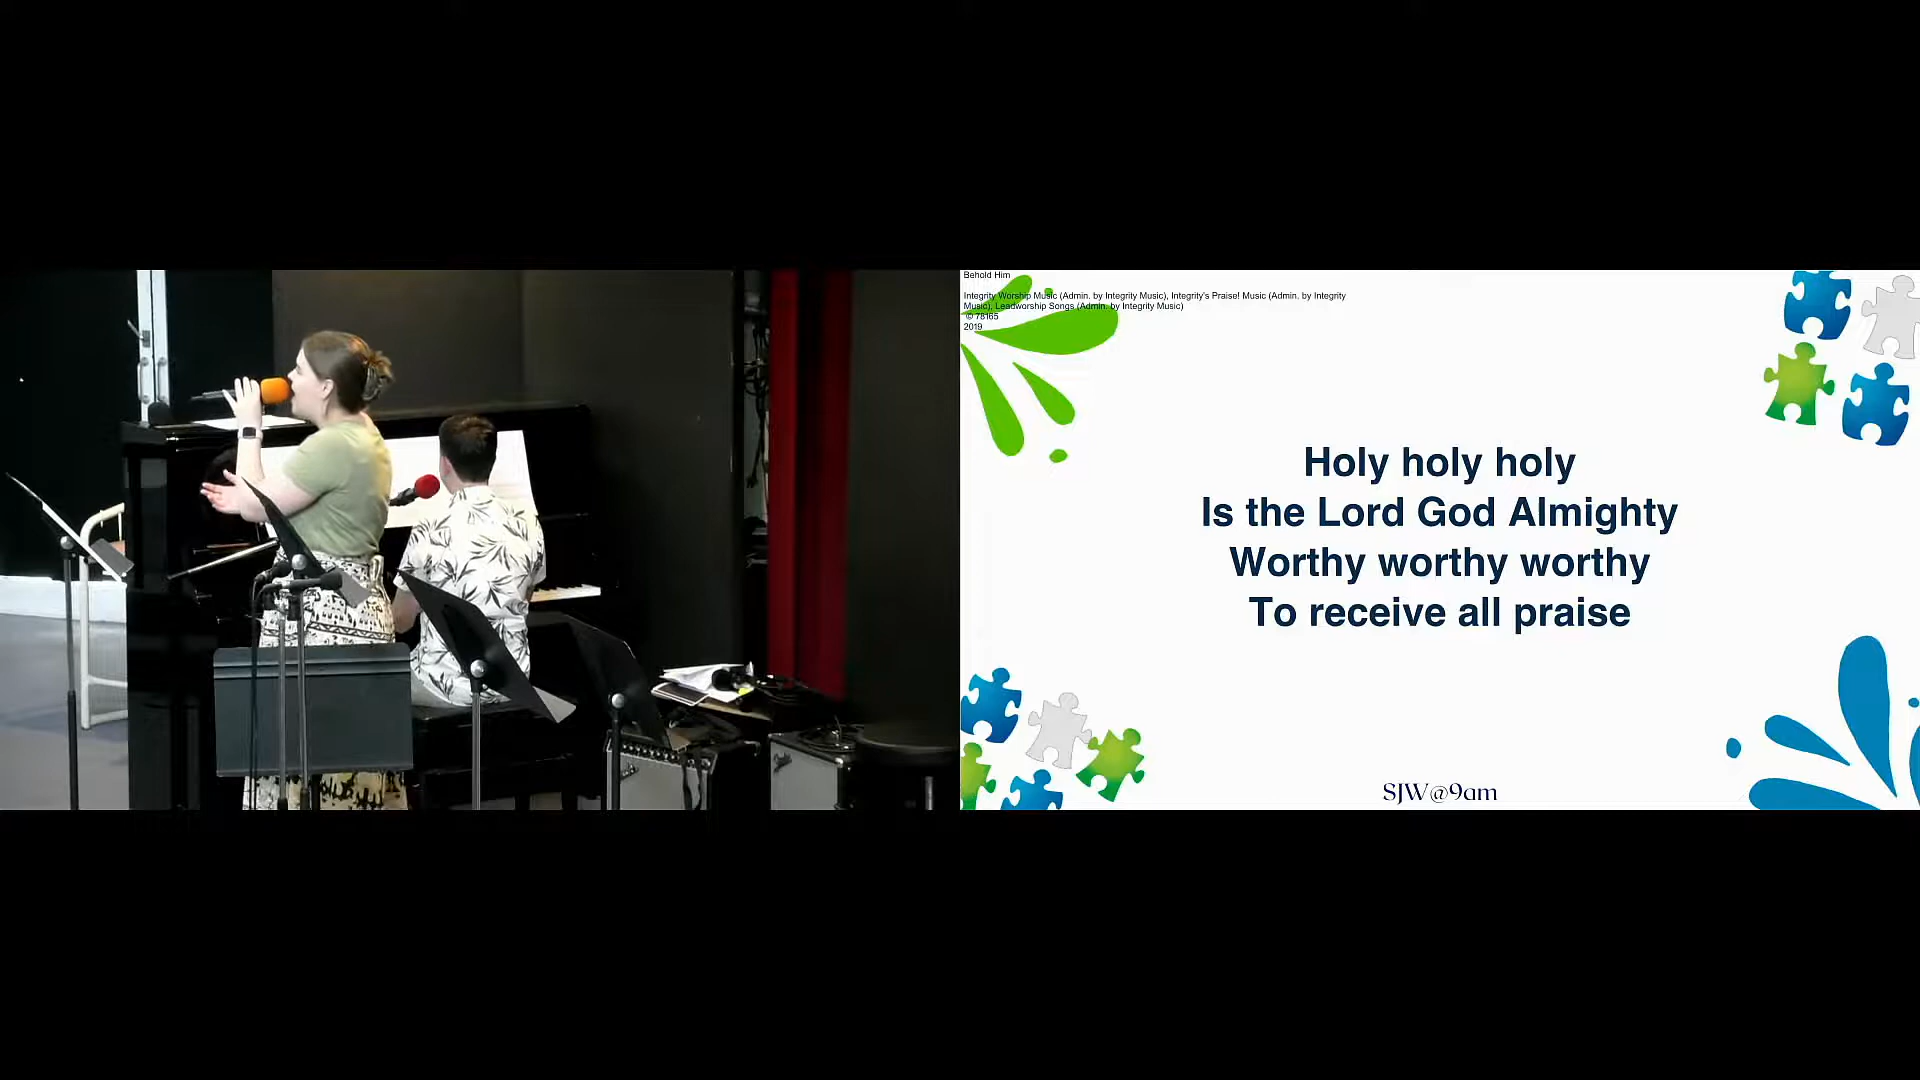 Behold Him
Integrity Worship Music (Admin. by Integrity Music), Integrity's Praise! Music (Admin. by Integrity
Music), Leadworship Songs (Admin. by Integrity Music)
© 78165
2019
Holy holy holy
Is the Lord God Almighty
Worthy worthy worthy
To receive all praise
SJW@9am